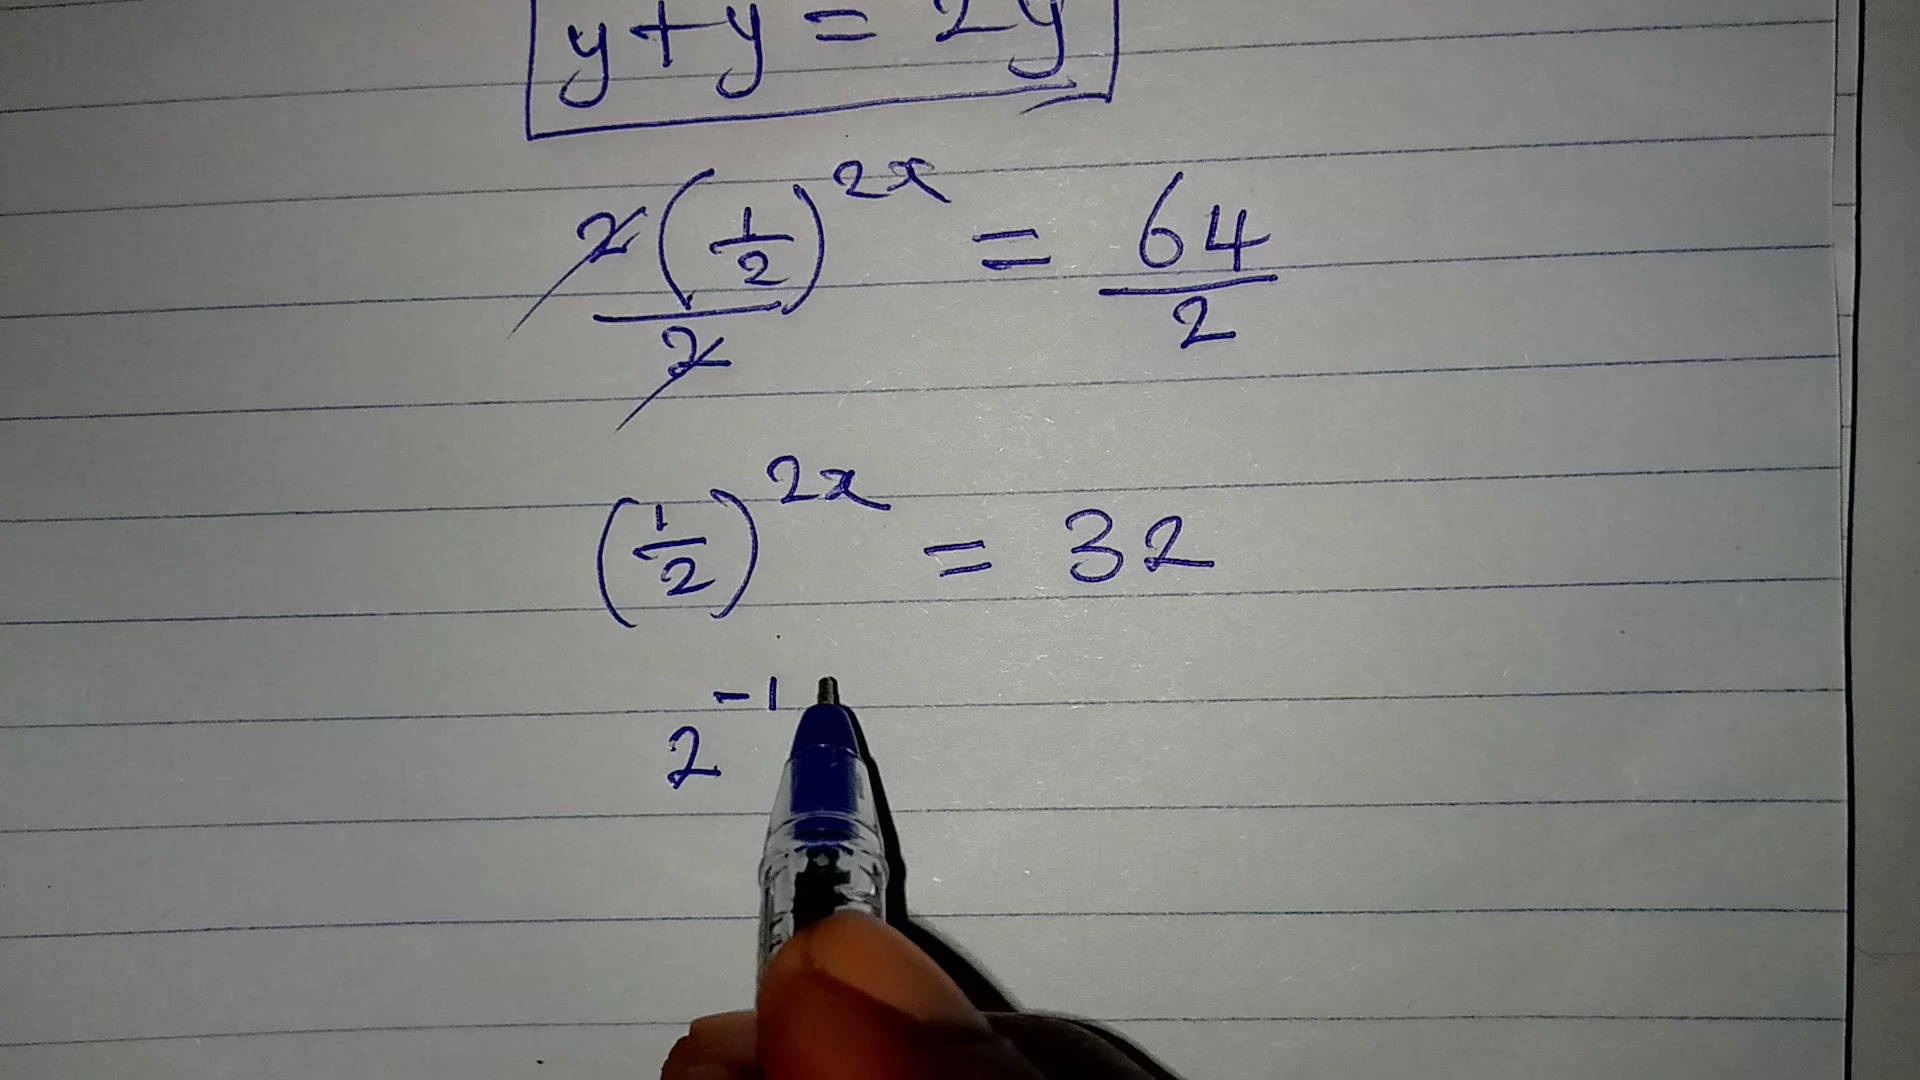 y+y = 2y
2(1/2)^2x / 2 = 64/2
(1/2)^2x = 32
2^-1